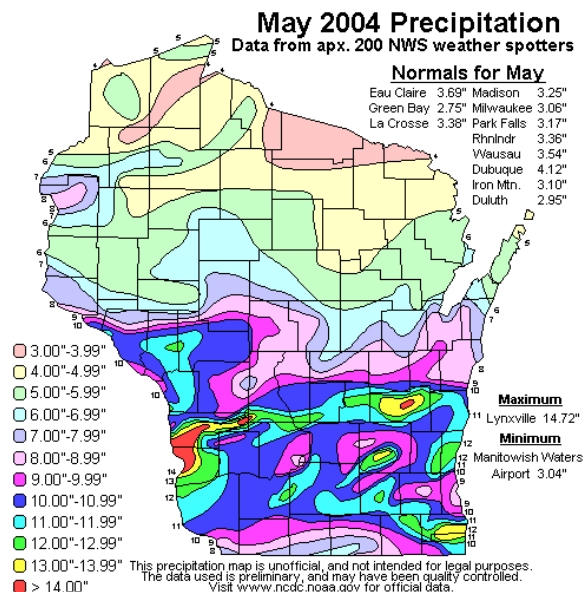 May 2004 Precipitation
Data from apx. 200 NWS weather spotters
Normals for May
Eau Claire 3.69" Madison 3.25"
Green Bay 2.75" Milwaukee 3.06"
La Crosse 3.38" Park Falls 3.17"
Rhnlndr 3.36"
Wausau 3.54"
Dubuque 4.12"
Iron Mtn. 3.10"
Duluth 2.95"
3.00"-3.99"
4.00"-4.99"
5.00"-5.99"
6.00"-6.99"
7.00"-7.99"
8.00"-8.99"
9.00"-9.99"
10.00"-10.99"
11.00"-11.99"
12.00"-12.99"
13.00"-13.99"
> 14.00"
Maximum
Lynxville 14.72"
Minimum
Manitowish Waters
Airport 3.04"
This precipitation map is unofficial, and not intended for legal purposes.
The data used is preliminary, and may have been quality controlled.
Visit www.ncdc.noaa.gov for official data.